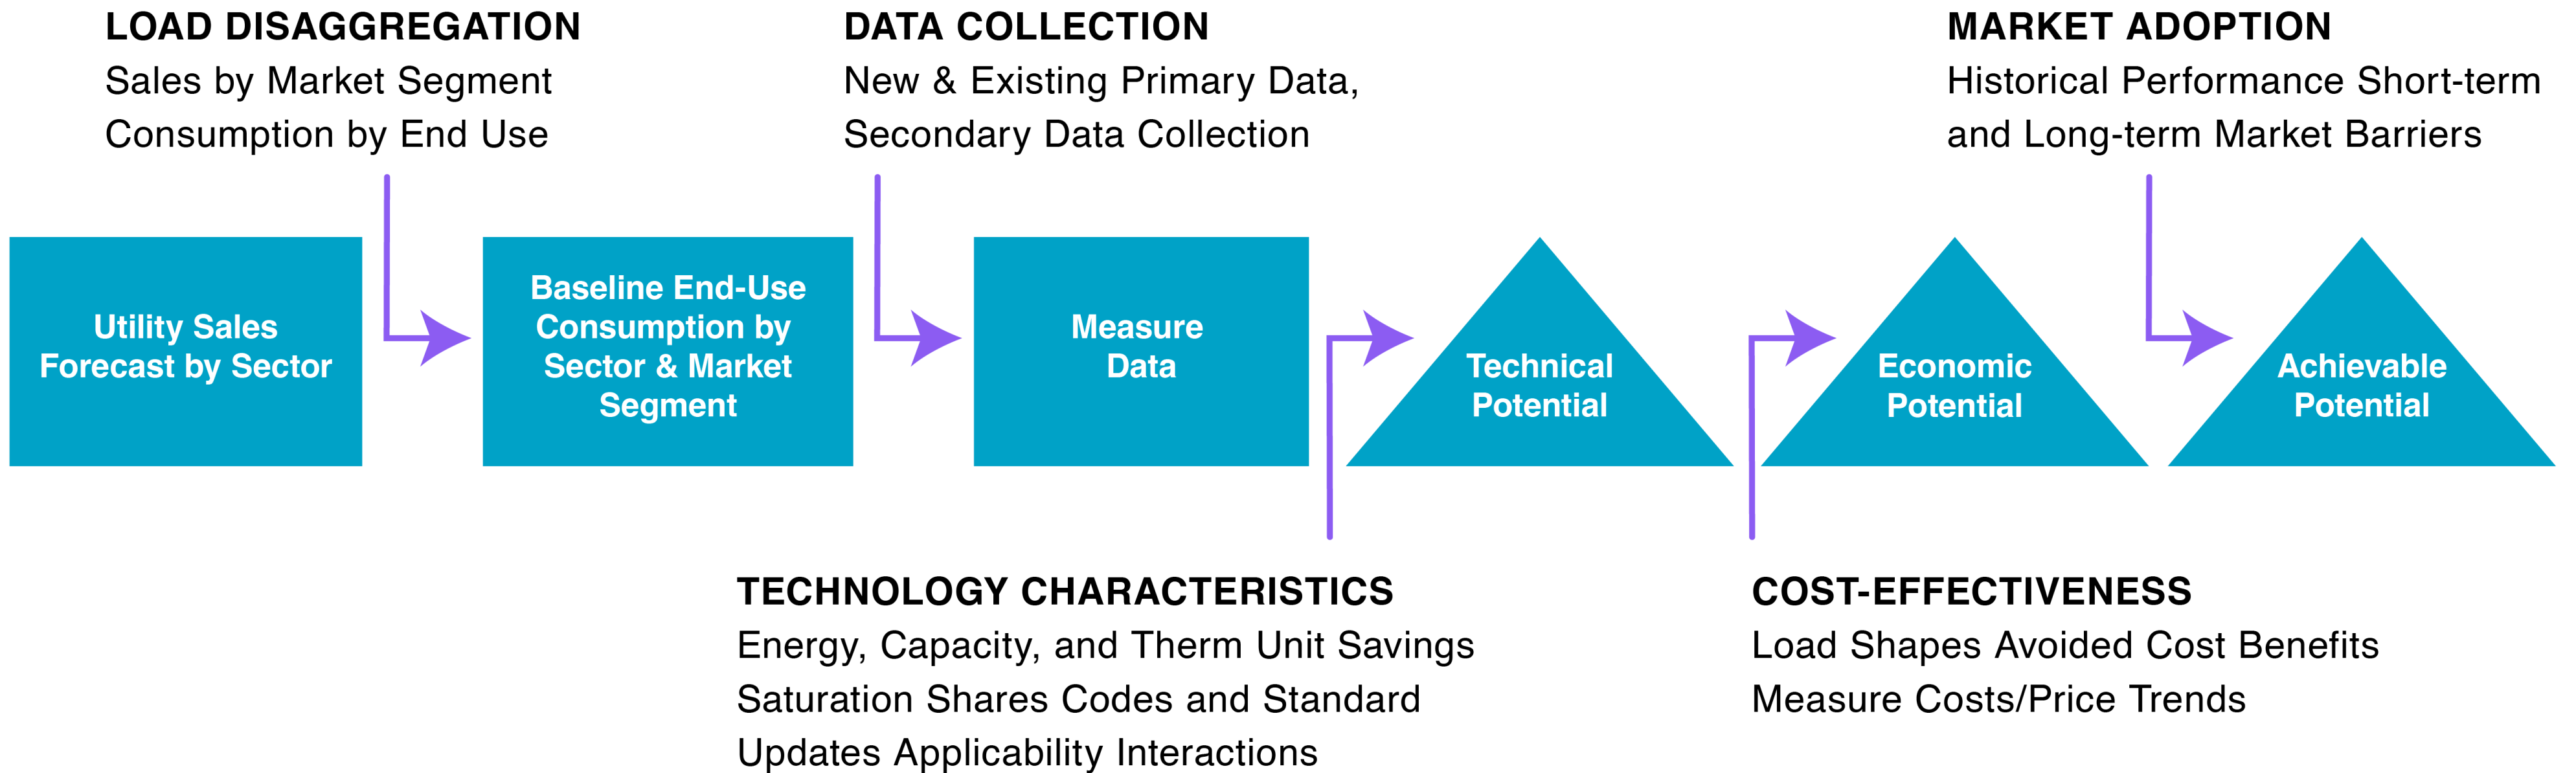 LOAD DISAGGREGATION
Sales by Market Segment
Consumption by End Use
DATA COLLECTION
New & Existing Primary Data,
Secondary Data Collection
MARKET ADOPTION
Historical Performance Short-term
and Long-term Market Barriers
Utility Sales
Forecast by Sector
Baseline End-Use
Consumption by
Sector & Market
Segment
Measure
Data
Technical
Potential
Economic
Potential
Achievable
Potential
TECHNOLOGY CHARACTERISTICS
Energy, Capacity, and Therm Unit Savings
Saturation Shares Codes and Standard
Updates Applicability Interactions
COST-EFFECTIVENESS
Load Shapes Avoided Cost Benefits
Measure Costs/Price Trends